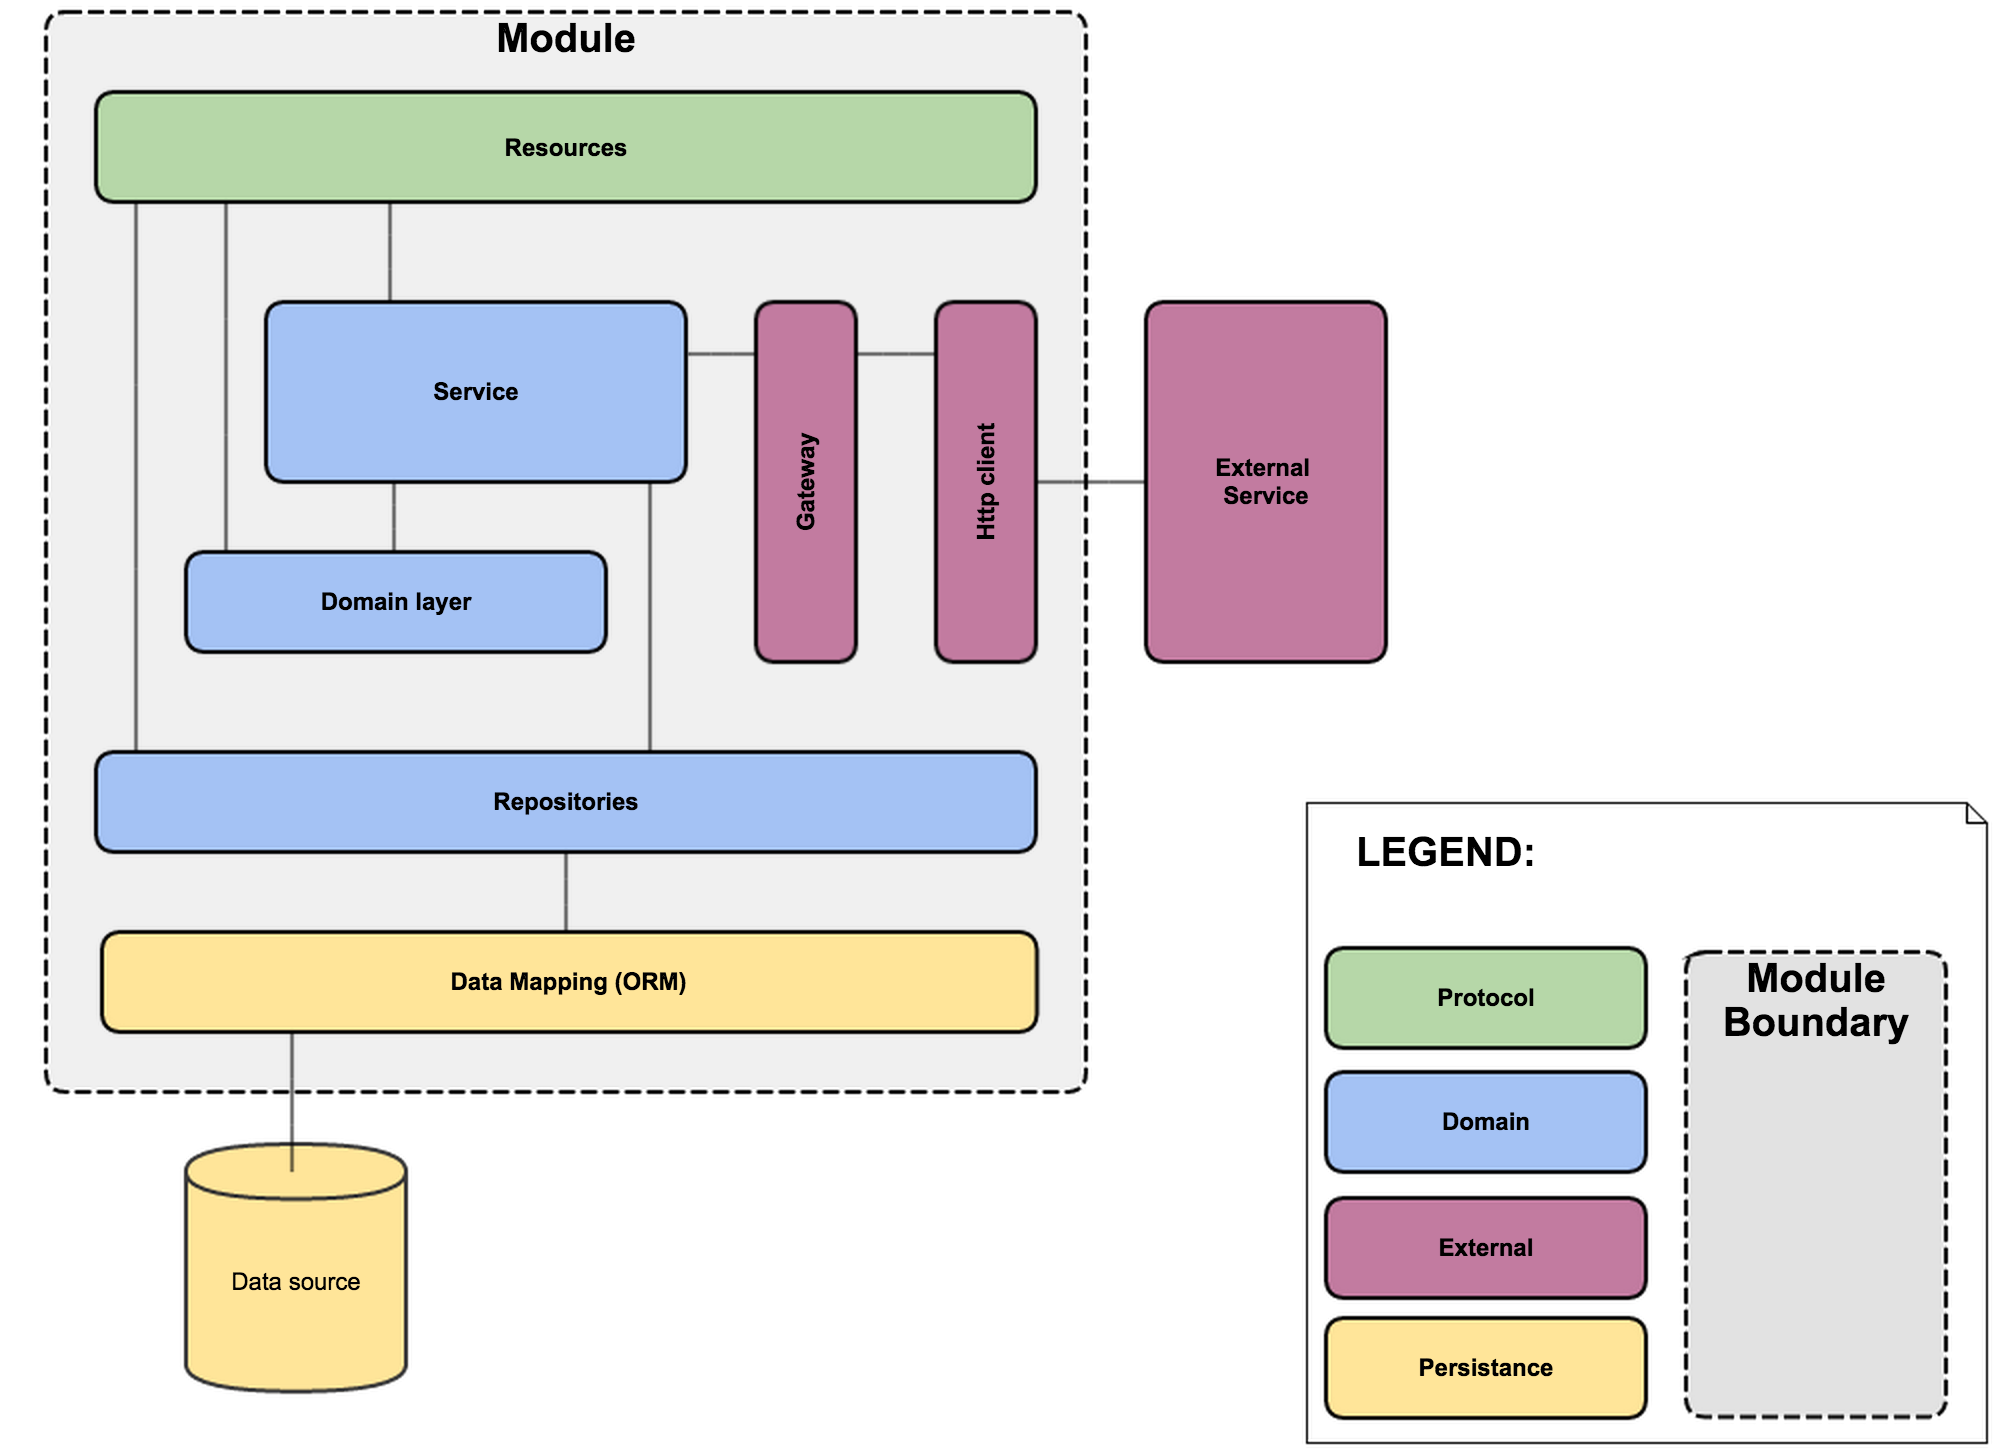 Module
Resources
Service
Gateway
Http client
External
Service
Domain layer
Repositories
Data Mapping (ORM)
Data source
LEGEND:
Protocol
Domain
External
Persistance
Module
Boundary